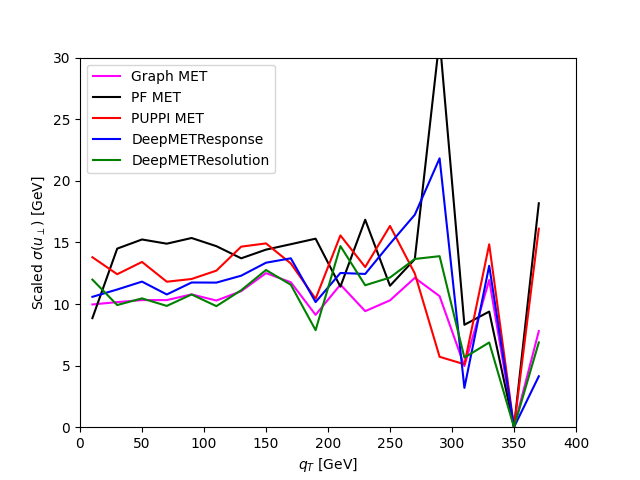 30
25
20
15
10
5
0
Scaled σ(u⊥) [GeV]
Graph MET
PF MET
PUPPI MET
DeepMETResponse
DeepMETResolution
0 50 100 150 200 250 300 350 400
qT [GeV]